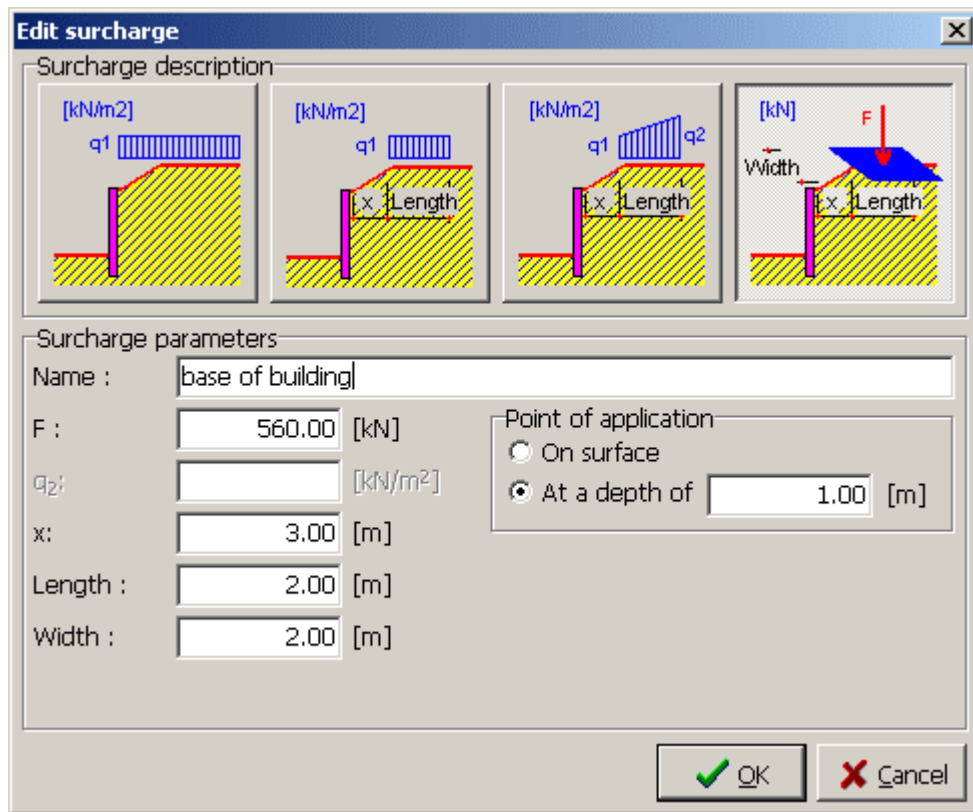 Edit surcharge
Surcharge description
[kN/m2]
q1
[kN/m2]
q1
x
Length
[kN/m2]
q1
q2
x
Length
[kN]
F
Width
x
Length
Surcharge parameters
Name :
base of building
F :
560.00
[kN]
q₂:
[kN/m²]
x:
3.00
[m]
Length :
2.00
[m]
Width :
2.00
[m]
Point of application
On surface
At a depth of
1.00
[m]
OK
Cancel